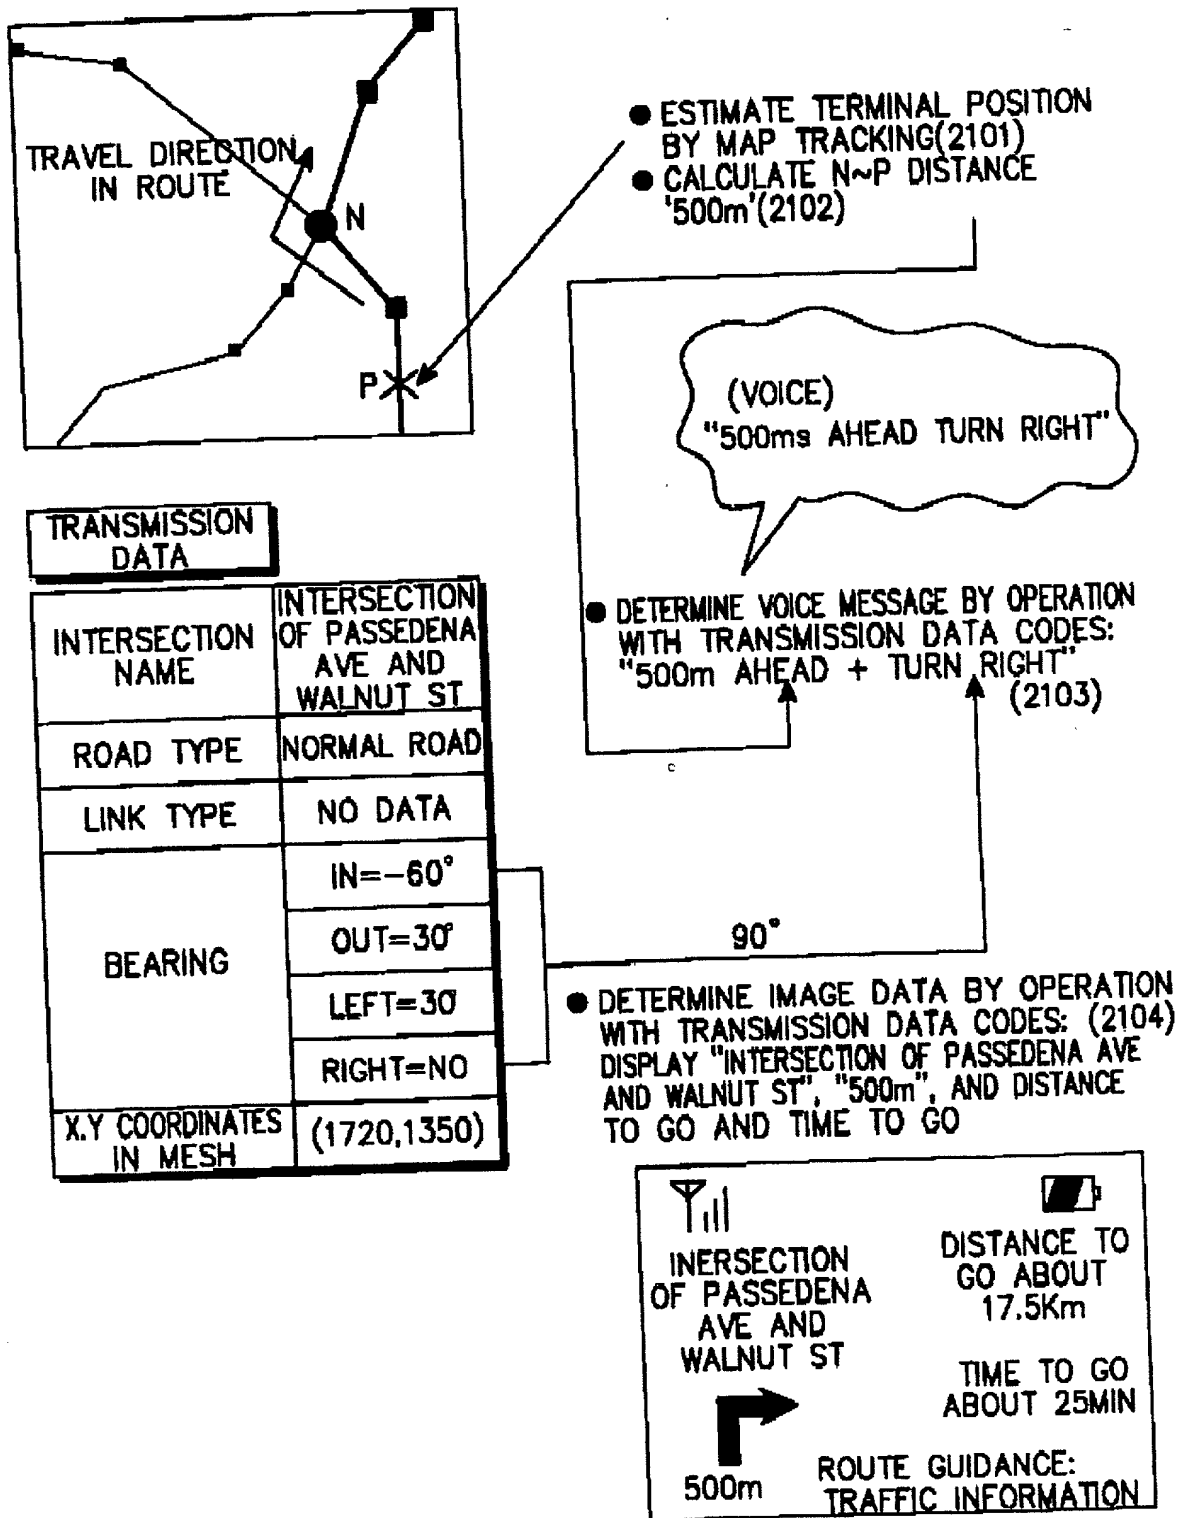 TRAVEL DIRECTION
IN ROUTE
N
P
● ESTIMATE TERMINAL POSITION
BY MAP TRACKING(2101)
● CALCULATE N~P DISTANCE
'500m'(2102)
(VOICE)
"500ms AHEAD TURN RIGHT"
● DETERMINE VOICE MESSAGE BY OPERATION
WITH TRANSMISSION DATA CODES:
"500m AHEAD + TURN RIGHT"
(2103)
TRANSMISSION
DATA
INTERSECTION
NAME
INTERSECTION
OF PASSEDENA
AVE AND
WALNUT ST
ROAD TYPE
NORMAL ROAD
LINK TYPE
NO DATA
BEARING
IN=-60°
OUT=30°
LEFT=30
RIGHT=NO
X.Y COORDINATES
IN MESH
(1720,1350)
90°
● DETERMINE IMAGE DATA BY OPERATION
WITH TRANSMISSION DATA CODES: (2104)
DISPLAY "INTERSECTION OF PASSEDENA AVE
AND WALNUT ST", "500m", AND DISTANCE
TO GO AND TIME TO GO
INERSECTION
OF PASSEDENA
AVE AND
WALNUT ST
500m
DISTANCE TO
GO ABOUT
17.5Km
TIME TO GO
ABOUT 25MIN
ROUTE GUIDANCE:
TRAFFIC INFORMATION